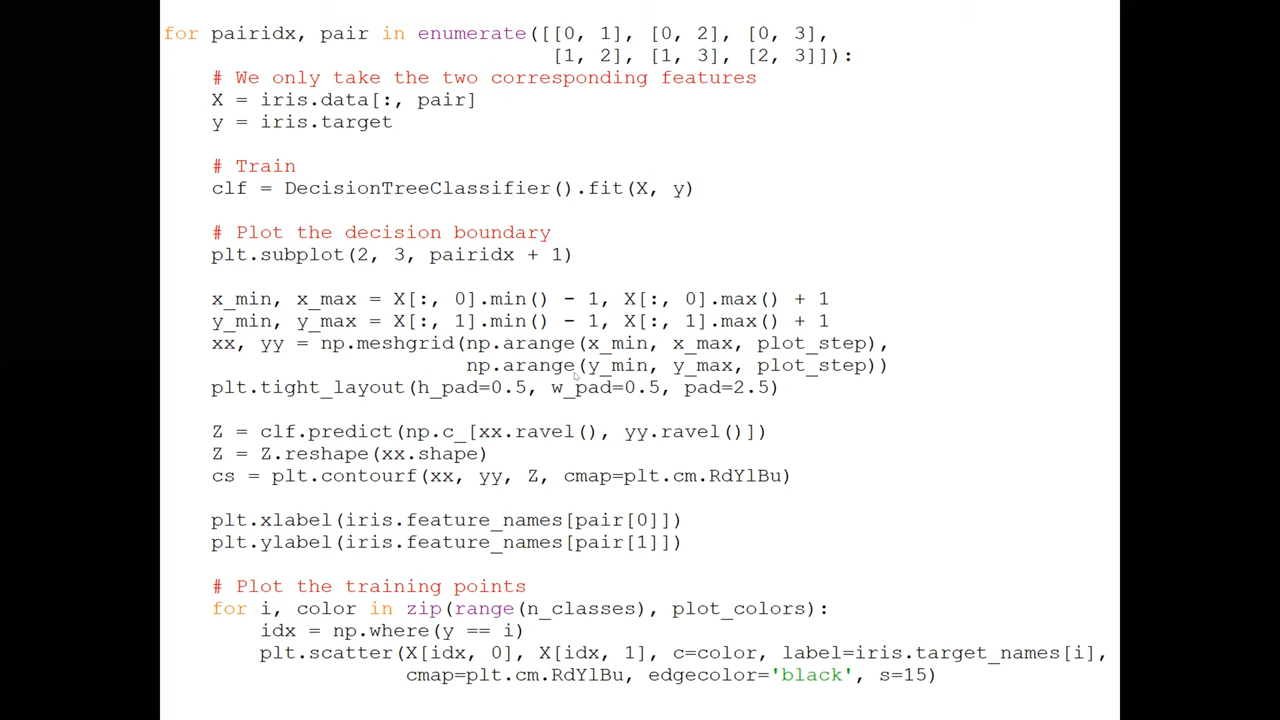 for pairidx, pair in enumerate([[0, 1], [0, 2], [0, 3],
                                [1, 2], [1, 3], [2, 3]]):
    # We only take the two corresponding features
    X = iris.data[:, pair]
    y = iris.target

    # Train
    clf = DecisionTreeClassifier().fit(X, y)

    # Plot the decision boundary
    plt.subplot(2, 3, pairidx + 1)

    x_min, x_max = X[:, 0].min() - 1, X[:, 0].max() + 1
    y_min, y_max = X[:, 1].min() - 1, X[:, 1].max() + 1
    xx, yy = np.meshgrid(np.arange(x_min, x_max, plot_step),
                         np.arange(y_min, y_max, plot_step))
    plt.tight_layout(h_pad=0.5, w_pad=0.5, pad=2.5)

    Z = clf.predict(np.c_[xx.ravel(), yy.ravel()])
    Z = Z.reshape(xx.shape)
    cs = plt.contourf(xx, yy, Z, cmap=plt.cm.RdYlBu)

    plt.xlabel(iris.feature_names[pair[0]])
    plt.ylabel(iris.feature_names[pair[1]])

    # Plot the training points
    for i, color in zip(range(n_classes), plot_colors):
        idx = np.where(y == i)
        plt.scatter(X[idx, 0], X[idx, 1], c=color, label=iris.target_names[i],
                    cmap=plt.cm.RdYlBu, edgecolor='black', s=15)